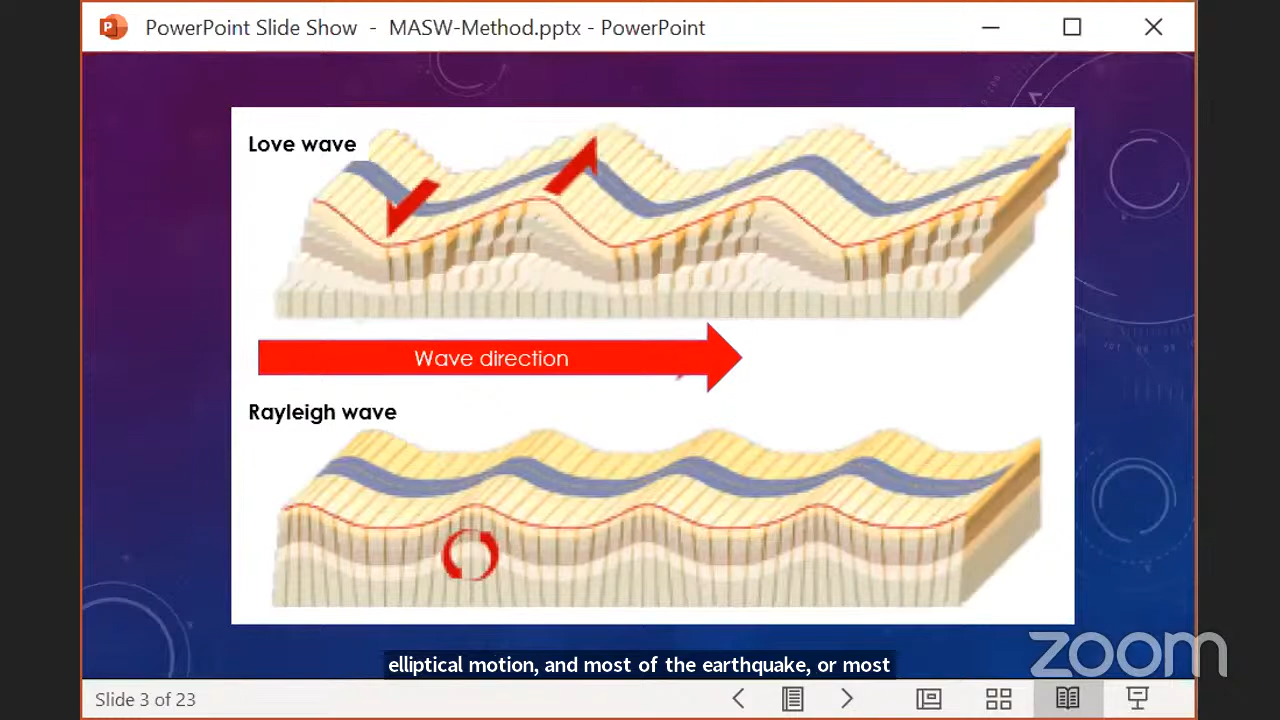 PowerPoint Slide Show - MASW-Method.pptx - PowerPoint
Love wave
Wave direction
Rayleigh wave
elliptical motion, and most of the earthquake, or most
zoom
Slide 3 of 23